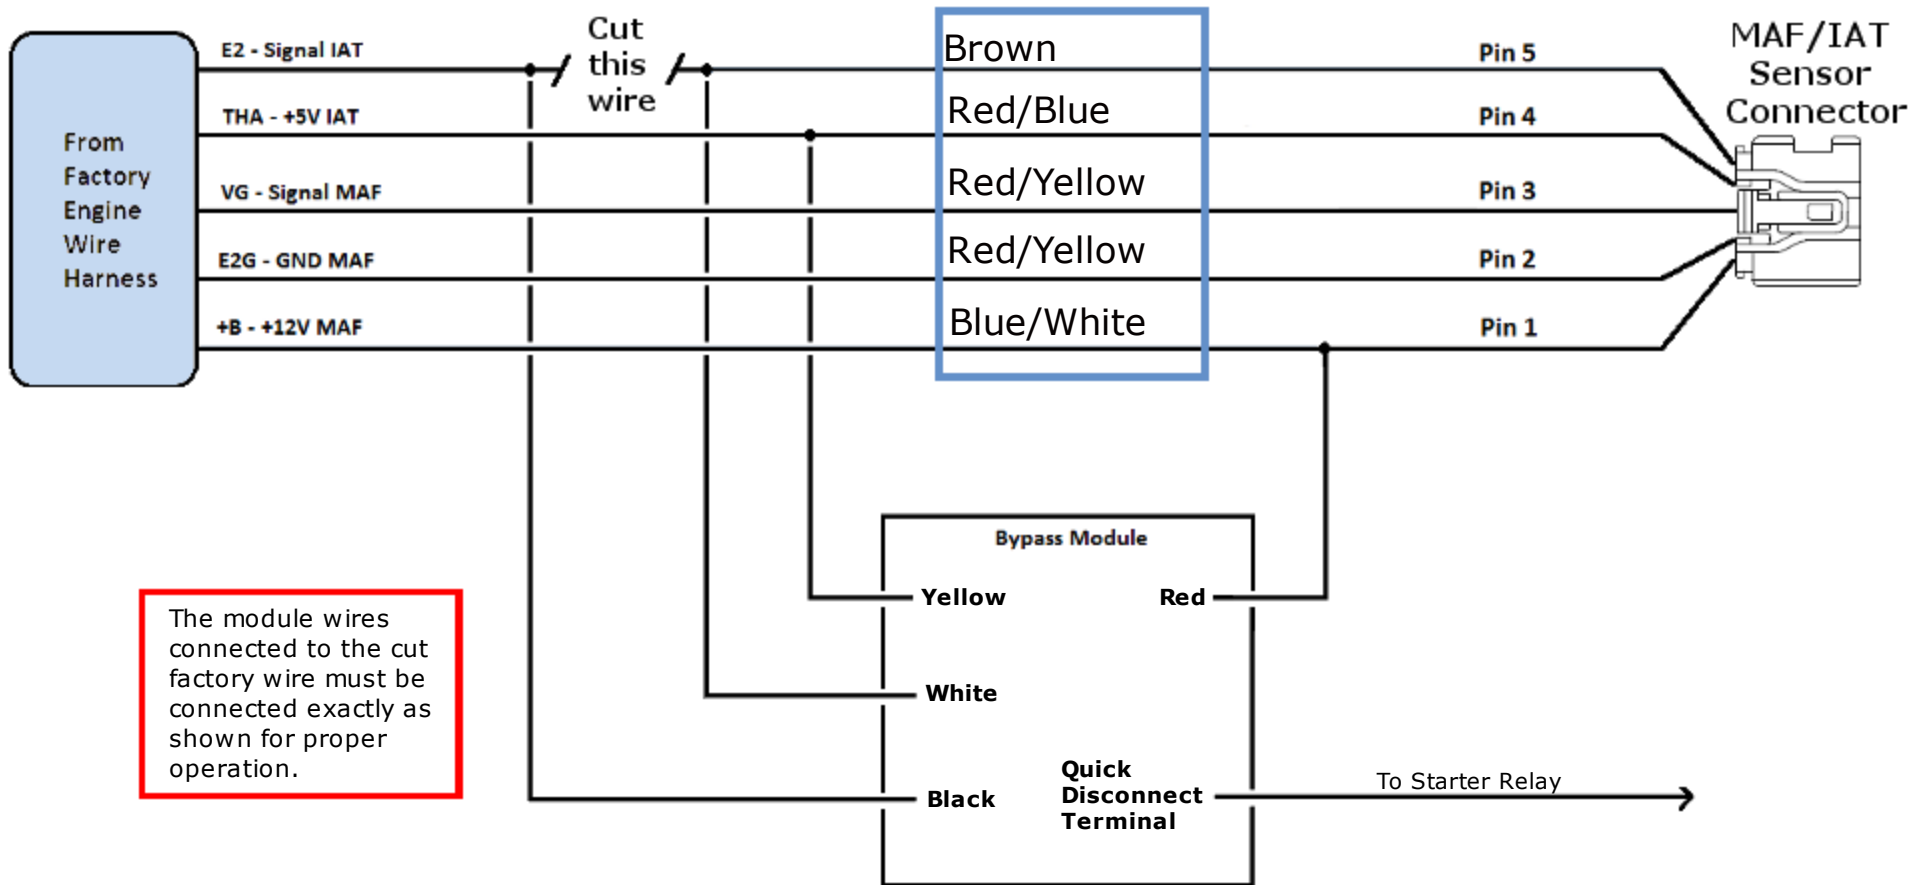 Cut
this
wire
MAF/IAT
Sensor
Connector
From
Factory
Engine
Wire
Harness
E2 - Signal IAT
Brown
Pin 5
THA - +5V IAT
Red/Blue
Pin 4
VG - Signal MAF
Red/Yellow
Pin 3
E2G - GND MAF
Red/Yellow
Pin 2
+B - +12V MAF
Blue/White
Pin 1
Bypass Module
Yellow
Red
White
Black
Quick
Disconnect
Terminal
To Starter Relay
The module wires
connected to the cut
factory wire must be
connected exactly as
shown for proper
operation.